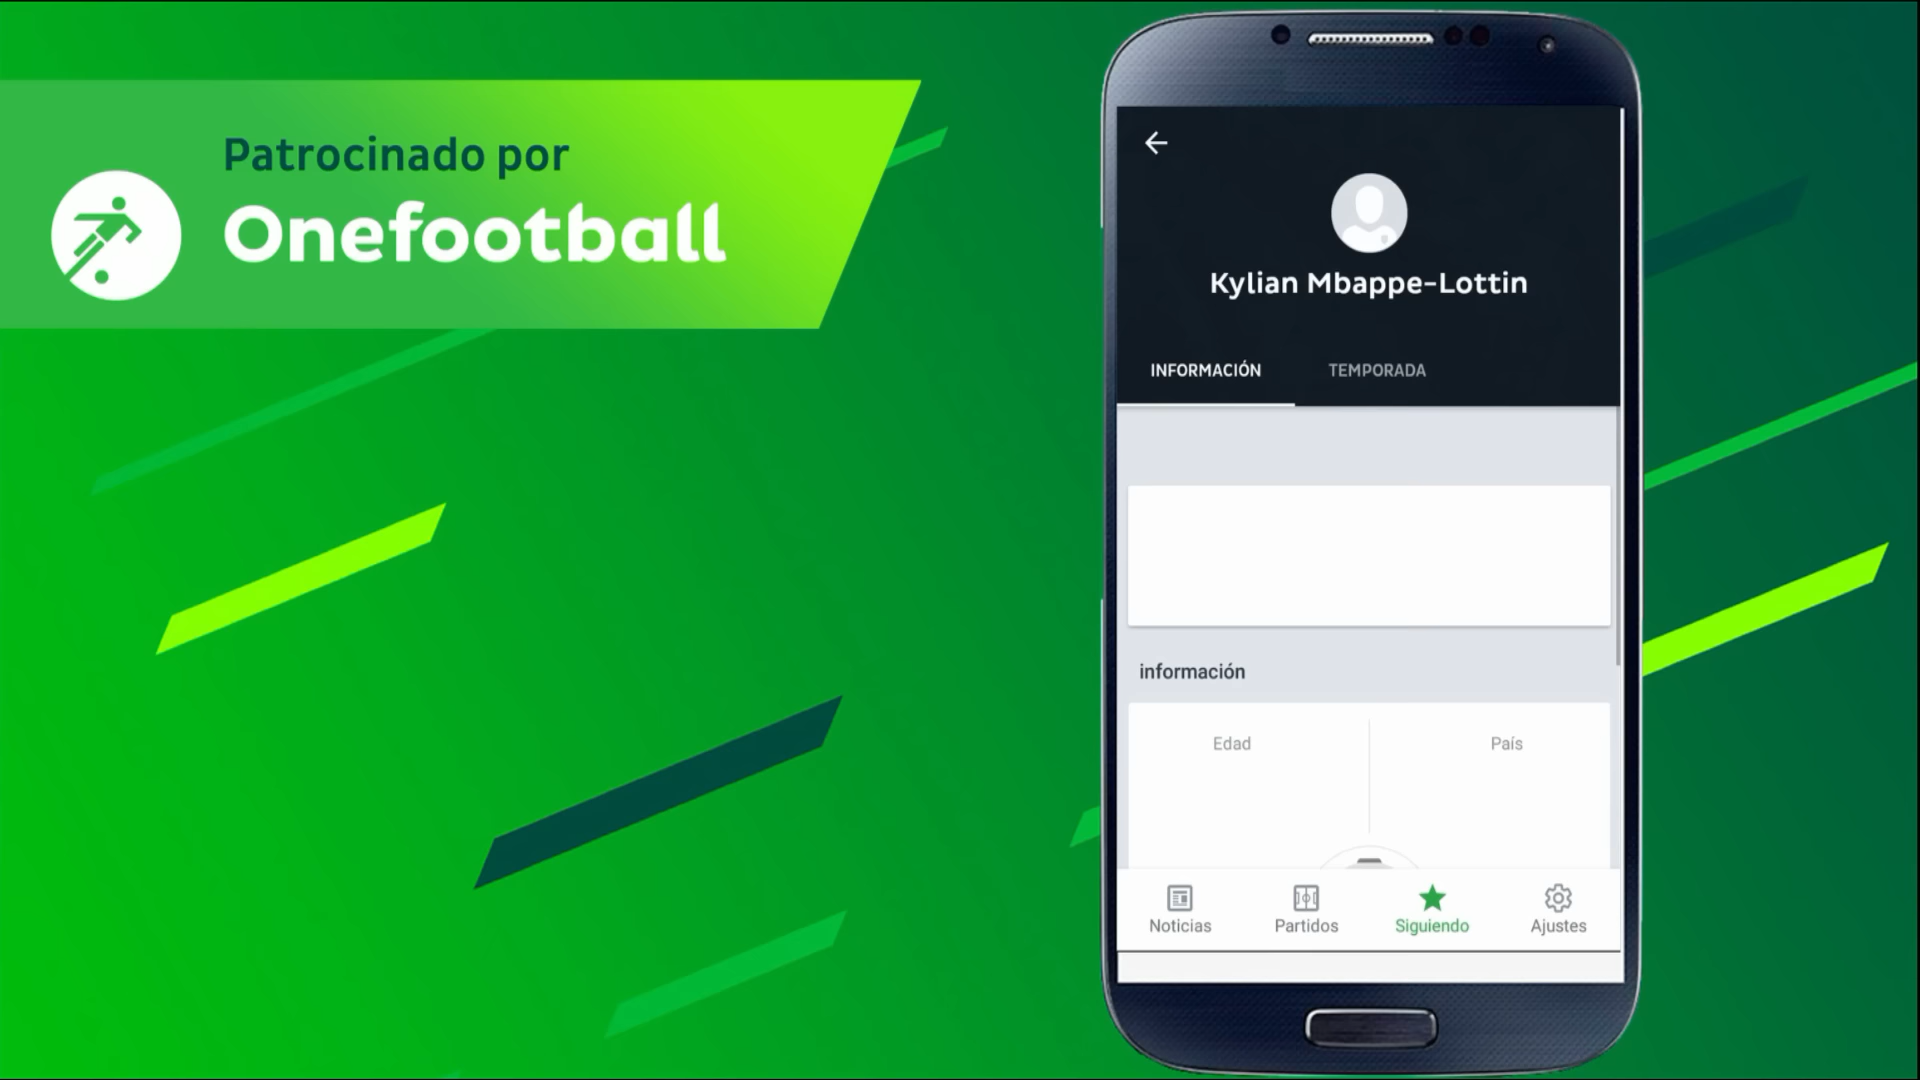 Patrocinado por
Onefootball
Kylian Mbappe-Lottin
INFORMACIÓN TEMPORADA
información
Edad País
Noticias Partidos Siguiendo Ajustes